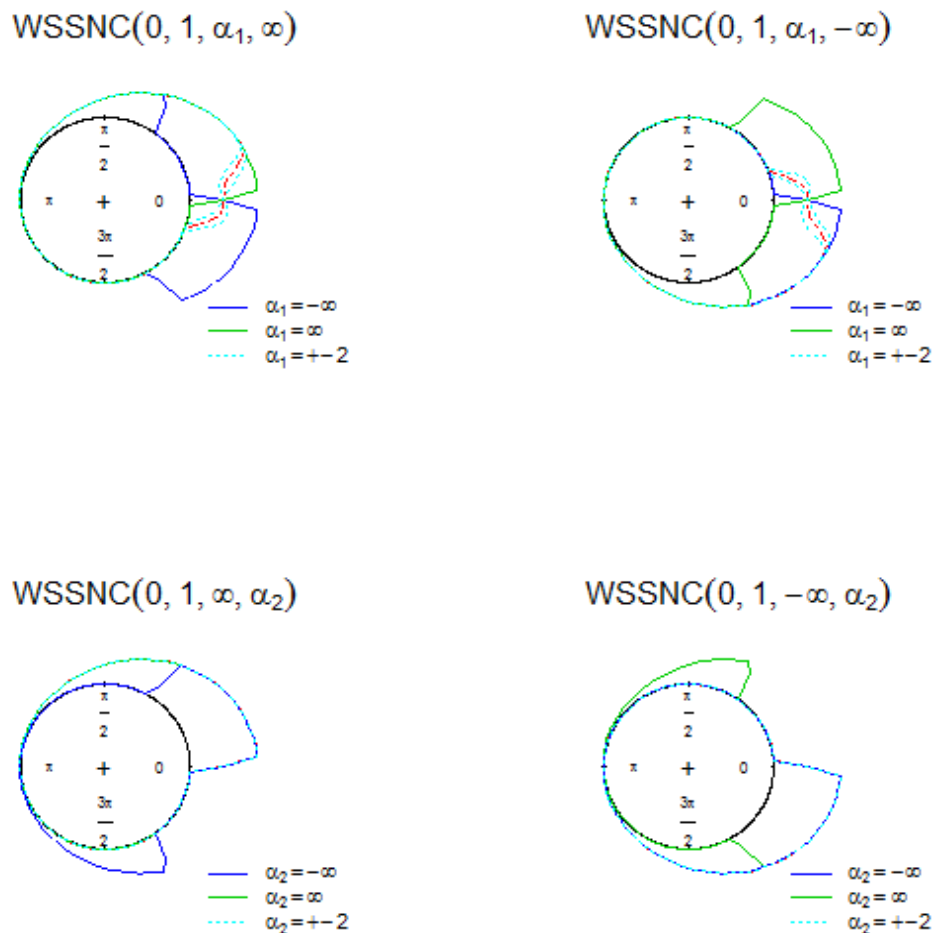 WSSNC(0, 1, α₁, ∞)
π/2
π + 0
3π/2
α₁=−∞
α₁=∞
α₁=+−2
WSSNC(0, 1, α₁, −∞)
π/2
π + 0
3π/2
α₁=−∞
α₁=∞
α₁=+−2
WSSNC(0, 1, ∞, α₂)
π/2
π + 0
3π/2
α₂=−∞
α₂=∞
α₂=+−2
WSSNC(0, 1, −∞, α₂)
π/2
π + 0
3π/2
α₂=−∞
α₂=∞
α₂=+−2